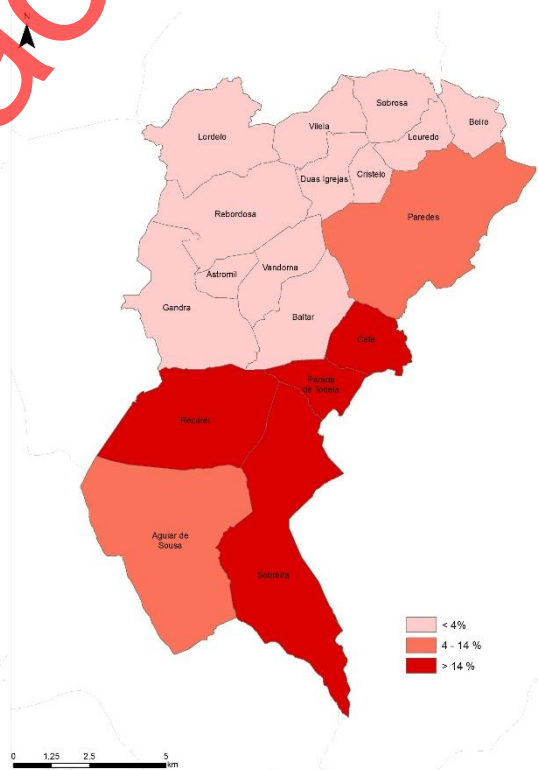 N
Sobrosa
Beire
Vilela
Lordelo
Louredo
Cristelo
Duas Igrejas
Rebordosa
Paredes
Vandoma
Astromil
Gandra
Baltar
Cete
Parada
de Todeia
Recarei
Aguiar de
Sousa
Sobreira
< 4%
4 - 14 %
> 14 %
0 1,25 2,5 5
km